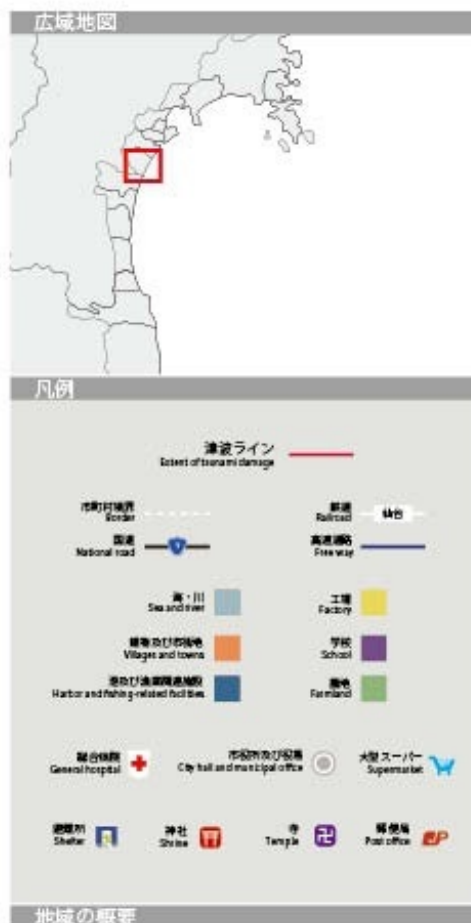 広域地図
凡例
津波ライン
Extent of tsunami damage
市町村境界
Border
鉄道
Railroad
仙台
国道
National road
高速道路
Free way
海・川
Sea and river
工場
Factory
集落及び市街地
Villages and towns
学校
School
港及び漁業関連施設
Harbor and fishing-related facilities
農地
Farmland
総合病院
General hospital
市役所及び役場
City hall and municipal office
大型スーパー
Supermarket
避難所
Shelter
神社
Shrine
寺
Temple
郵便局
Post office
地域の概要